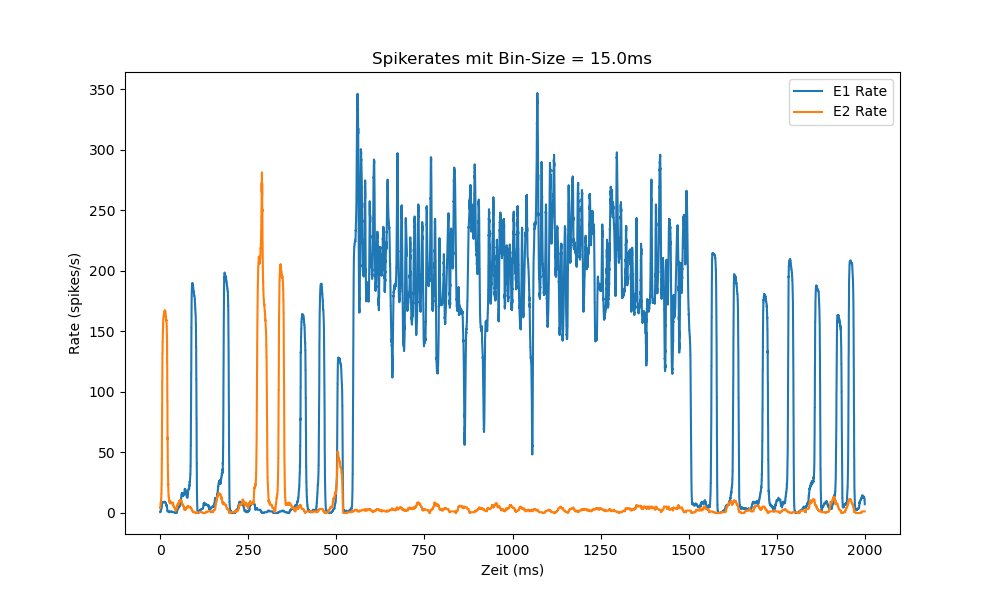 Spikerates mit Bin-Size = 15.0ms
E1 Rate
E2 Rate
350
300
250
200
150
100
50
0
Rate (spikes/s)
0 250 500 750 1000 1250 1500 1750 2000
Zeit (ms)